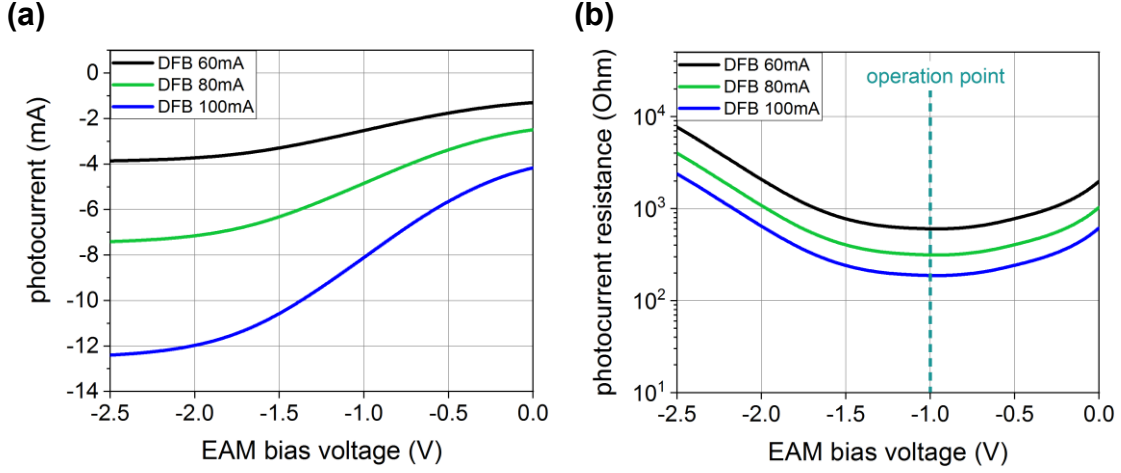 (a)
DFB 60mA
DFB 80mA
DFB 100mA
photocurrent (mA)
0
-2
-4
-6
-8
-10
-12
-14
-2.5 -2.0 -1.5 -1.0 -0.5 0.0
EAM bias voltage (V)
(b)
DFB 60mA
DFB 80mA
DFB 100mA
operation point
photocurrent resistance (Ohm)
10⁴
10³
10²
10¹
-2.5 -2.0 -1.5 -1.0 -0.5 0.0
EAM bias voltage (V)